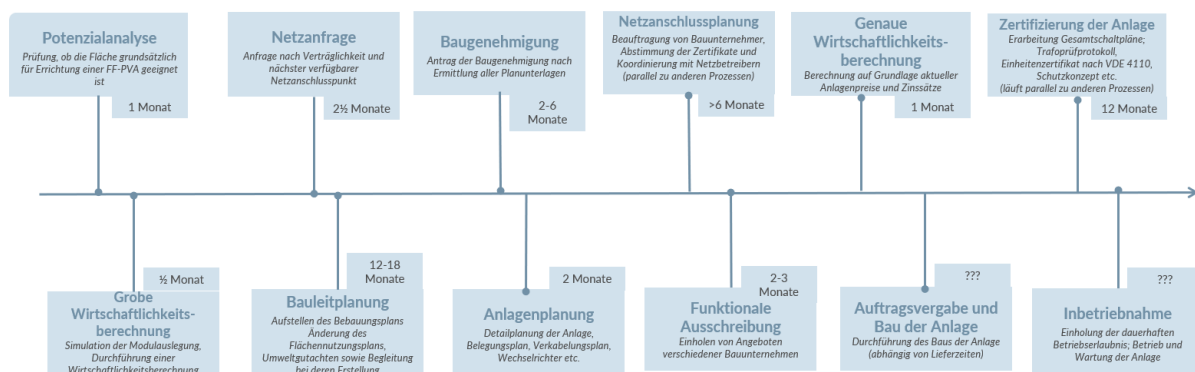 Potenzialanalyse
Prüfung, ob die Fläche grundsätzlich
für Errichtung einer FF-PVA geeignet
ist
1 Monat
Netzanfrage
Anfrage nach Verträglichkeit und
nächster verfügbarer
Netzanschlusspunkt
2½ Monate
Baugenehmigung
Antrag der Baugenehmigung nach
Ermittlung aller Planunterlagen
2-6
Monate
Netzanschlussplanung
Beauftragung von Bauunternehmer,
Abstimmung der Zertifikate und
Koordinierung mit Netzbetreibern
(parallel zu anderen Prozessen)
>6 Monate
Genaue
Wirtschaftlichkeits-
berechnung
Berechnung auf Grundlage aktueller
Anlagenpreise und Zinssätze
1 Monat
Zertifizierung der Anlage
Erarbeitung Gesamtschaltpläne;
Trafoprüfprotokoll,
Einheitenzertifikat nach VDE 4110,
Schutzkonzept etc.
(läuft parallel zu anderen Prozessen)
12 Monate
½ Monat
Grobe
Wirtschaftlichkeits-
berechnung
Simulation der Modulauslegung,
Durchführung einer
Wirtschaftlichkeitsberechnung
12-18
Monate
Bauleitplanung
Aufstellen des Bebauungsplans
Änderung des
Flächennutzungsplans,
Umweltgutachten sowie Begleitung
bei deren Erstellung
2 Monate
Anlagenplanung
Detailplanung der Anlage,
Belegungsplan, Verkabelungsplan,
Wechselrichter etc.
2-3
Monate
Funktionale
Ausschreibung
Einholen von Angeboten
verschiedener Bauunternehmen
???
Auftragsvergabe und
Bau der Anlage
Durchführung des Baus der Anlage
(abhängig von Lieferzeiten)
???
Inbetriebnahme
Einholung der dauerhaften
Betriebserlaubnis; Betrieb und
Wartung der Anlage